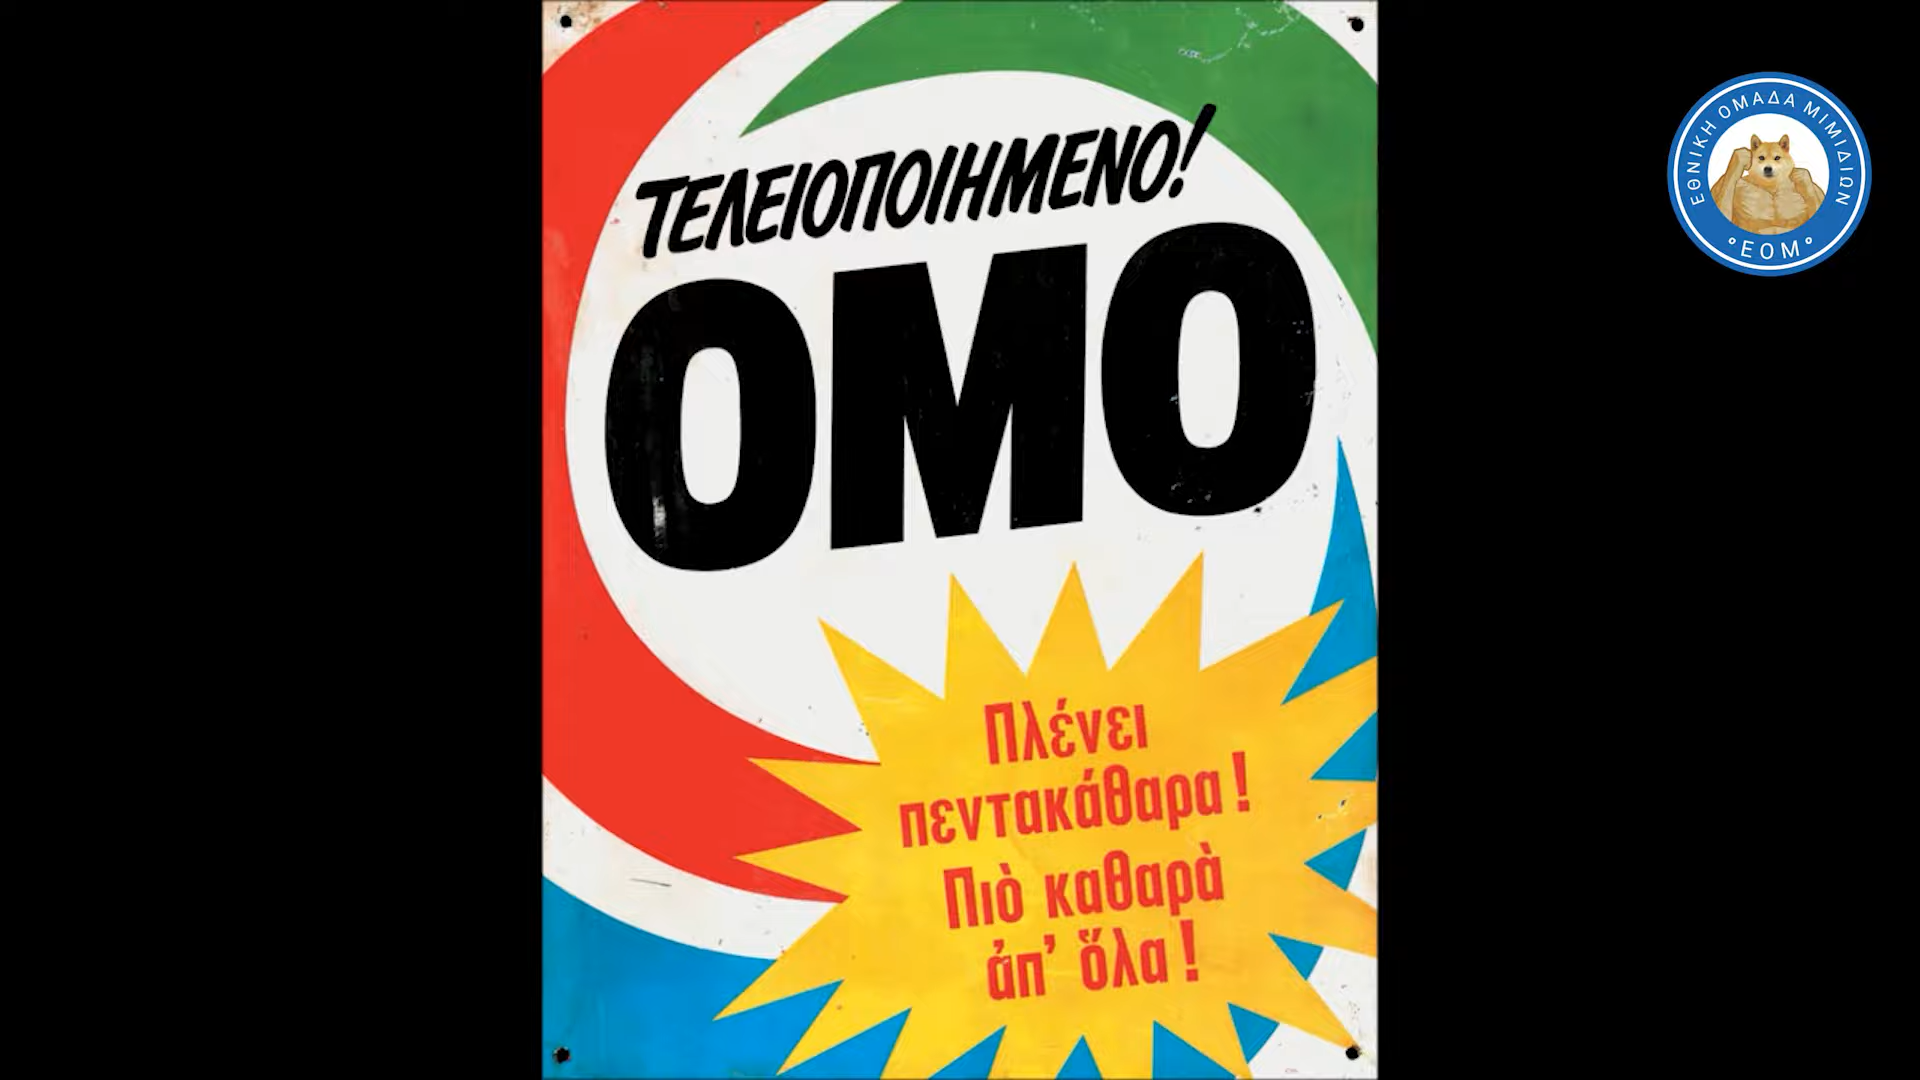 ΤΕΛΕΙΟΠΟΙΗΜΕΝΟ!
ΟΜΟ
Πλένει
πεντακάθαρα!
Πιὸ καθαρὰ
ἀπ' ὅλα!
ΕΘΝΙΚΗ ΟΜΑΔΑ ΜΙΜΙΔΙΩΝ
ΕΟΜ